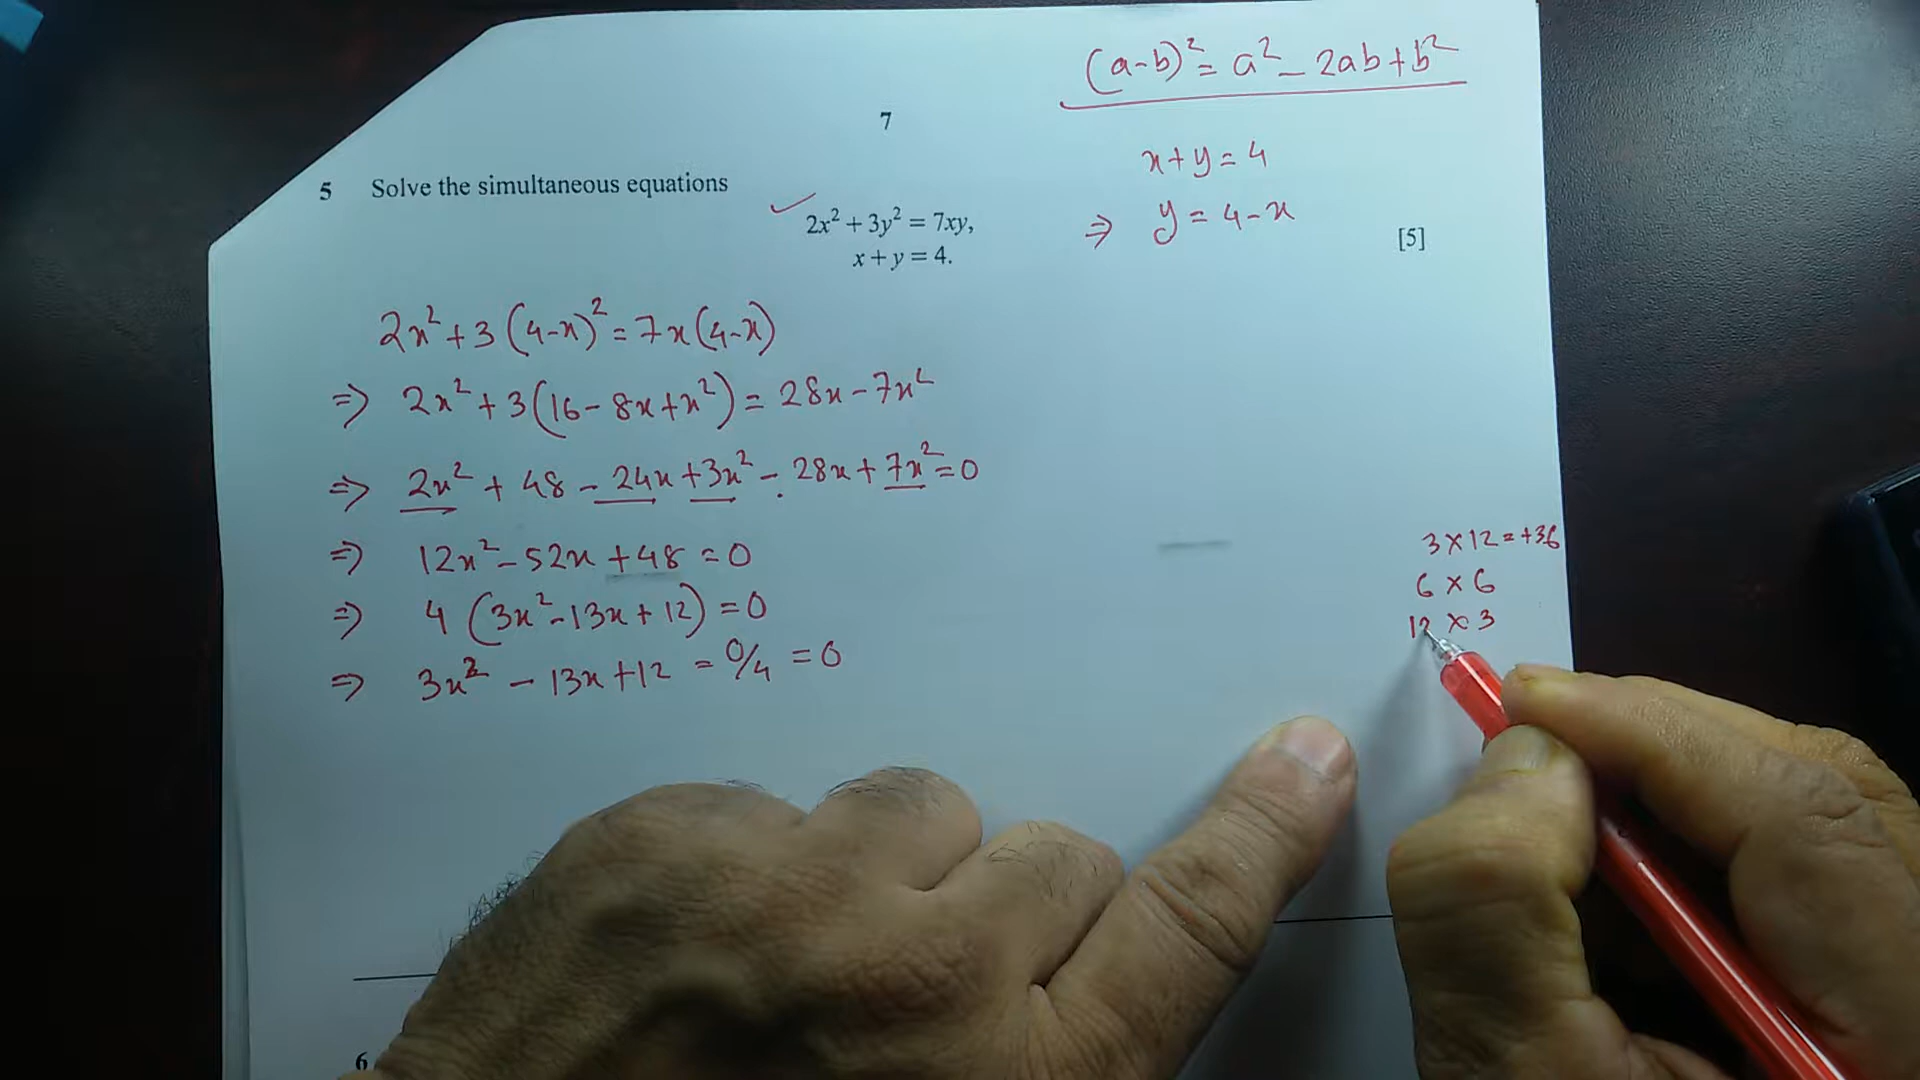 (a-b)² = a² - 2ab + b²
7
x + y = 4
5 Solve the simultaneous equations
2x² + 3y² = 7xy,
⇒ y = 4 - x
x + y = 4.
[5]
2x² + 3(4-x)² = 7x(4-x)
⇒ 2x² + 3(16 - 8x + x²) = 28x - 7x²
⇒ 2x² + 48 - 24x + 3x² - 28x + 7x² = 0
⇒ 12x² - 52x + 48 = 0
⇒ 4(3x² - 13x + 12) = 0
⇒ 3x² - 13x + 12 = 0/4 = 0
3 × 12 = +36
6 × 6
12 × 3
6